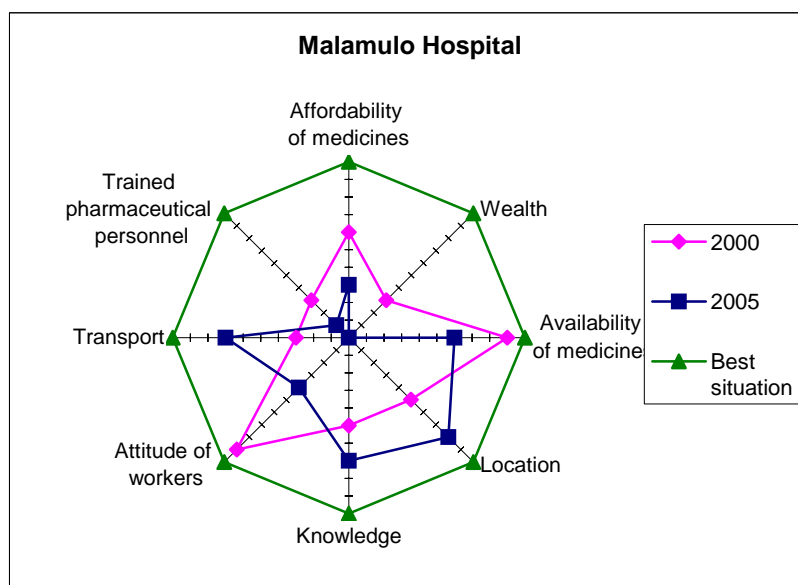 Malamulo Hospital
Affordability
of medicines
Wealth
Availability
of medicine
Location
Knowledge
Attitude of
workers
Transport
Trained
pharmaceutical
personnel
2000
2005
Best
situation